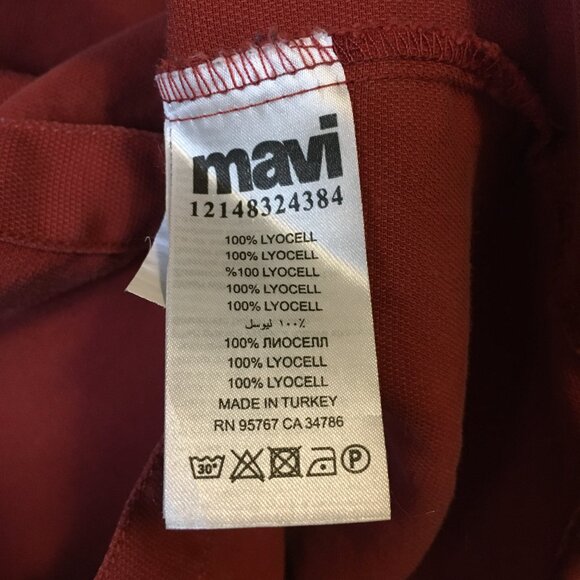 mavi
12148324384
100% LYOCELL
100% LYOCELL
%100 LYOCELL
100% LYOCELL
100% LYOCELL
١٠٠٪ ليوسل
100% ЛИОСЕЛЛ
100% LYOCELL
100% LYOCELL
MADE IN TURKEY
RN 95767 CA 34786
30° P